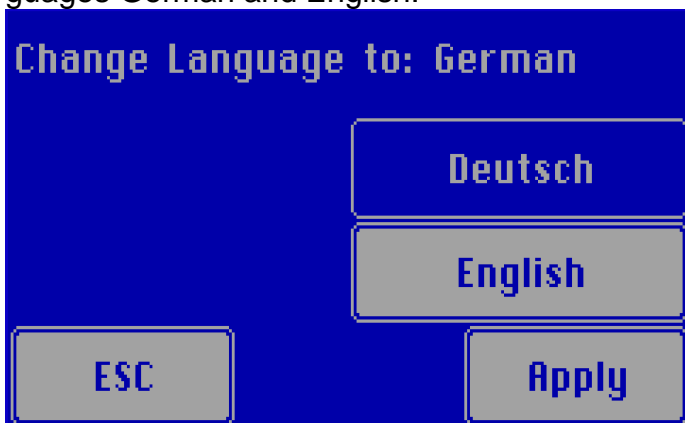 guages German and English.
Change Language to: German
Deutsch
English
ESC
Apply